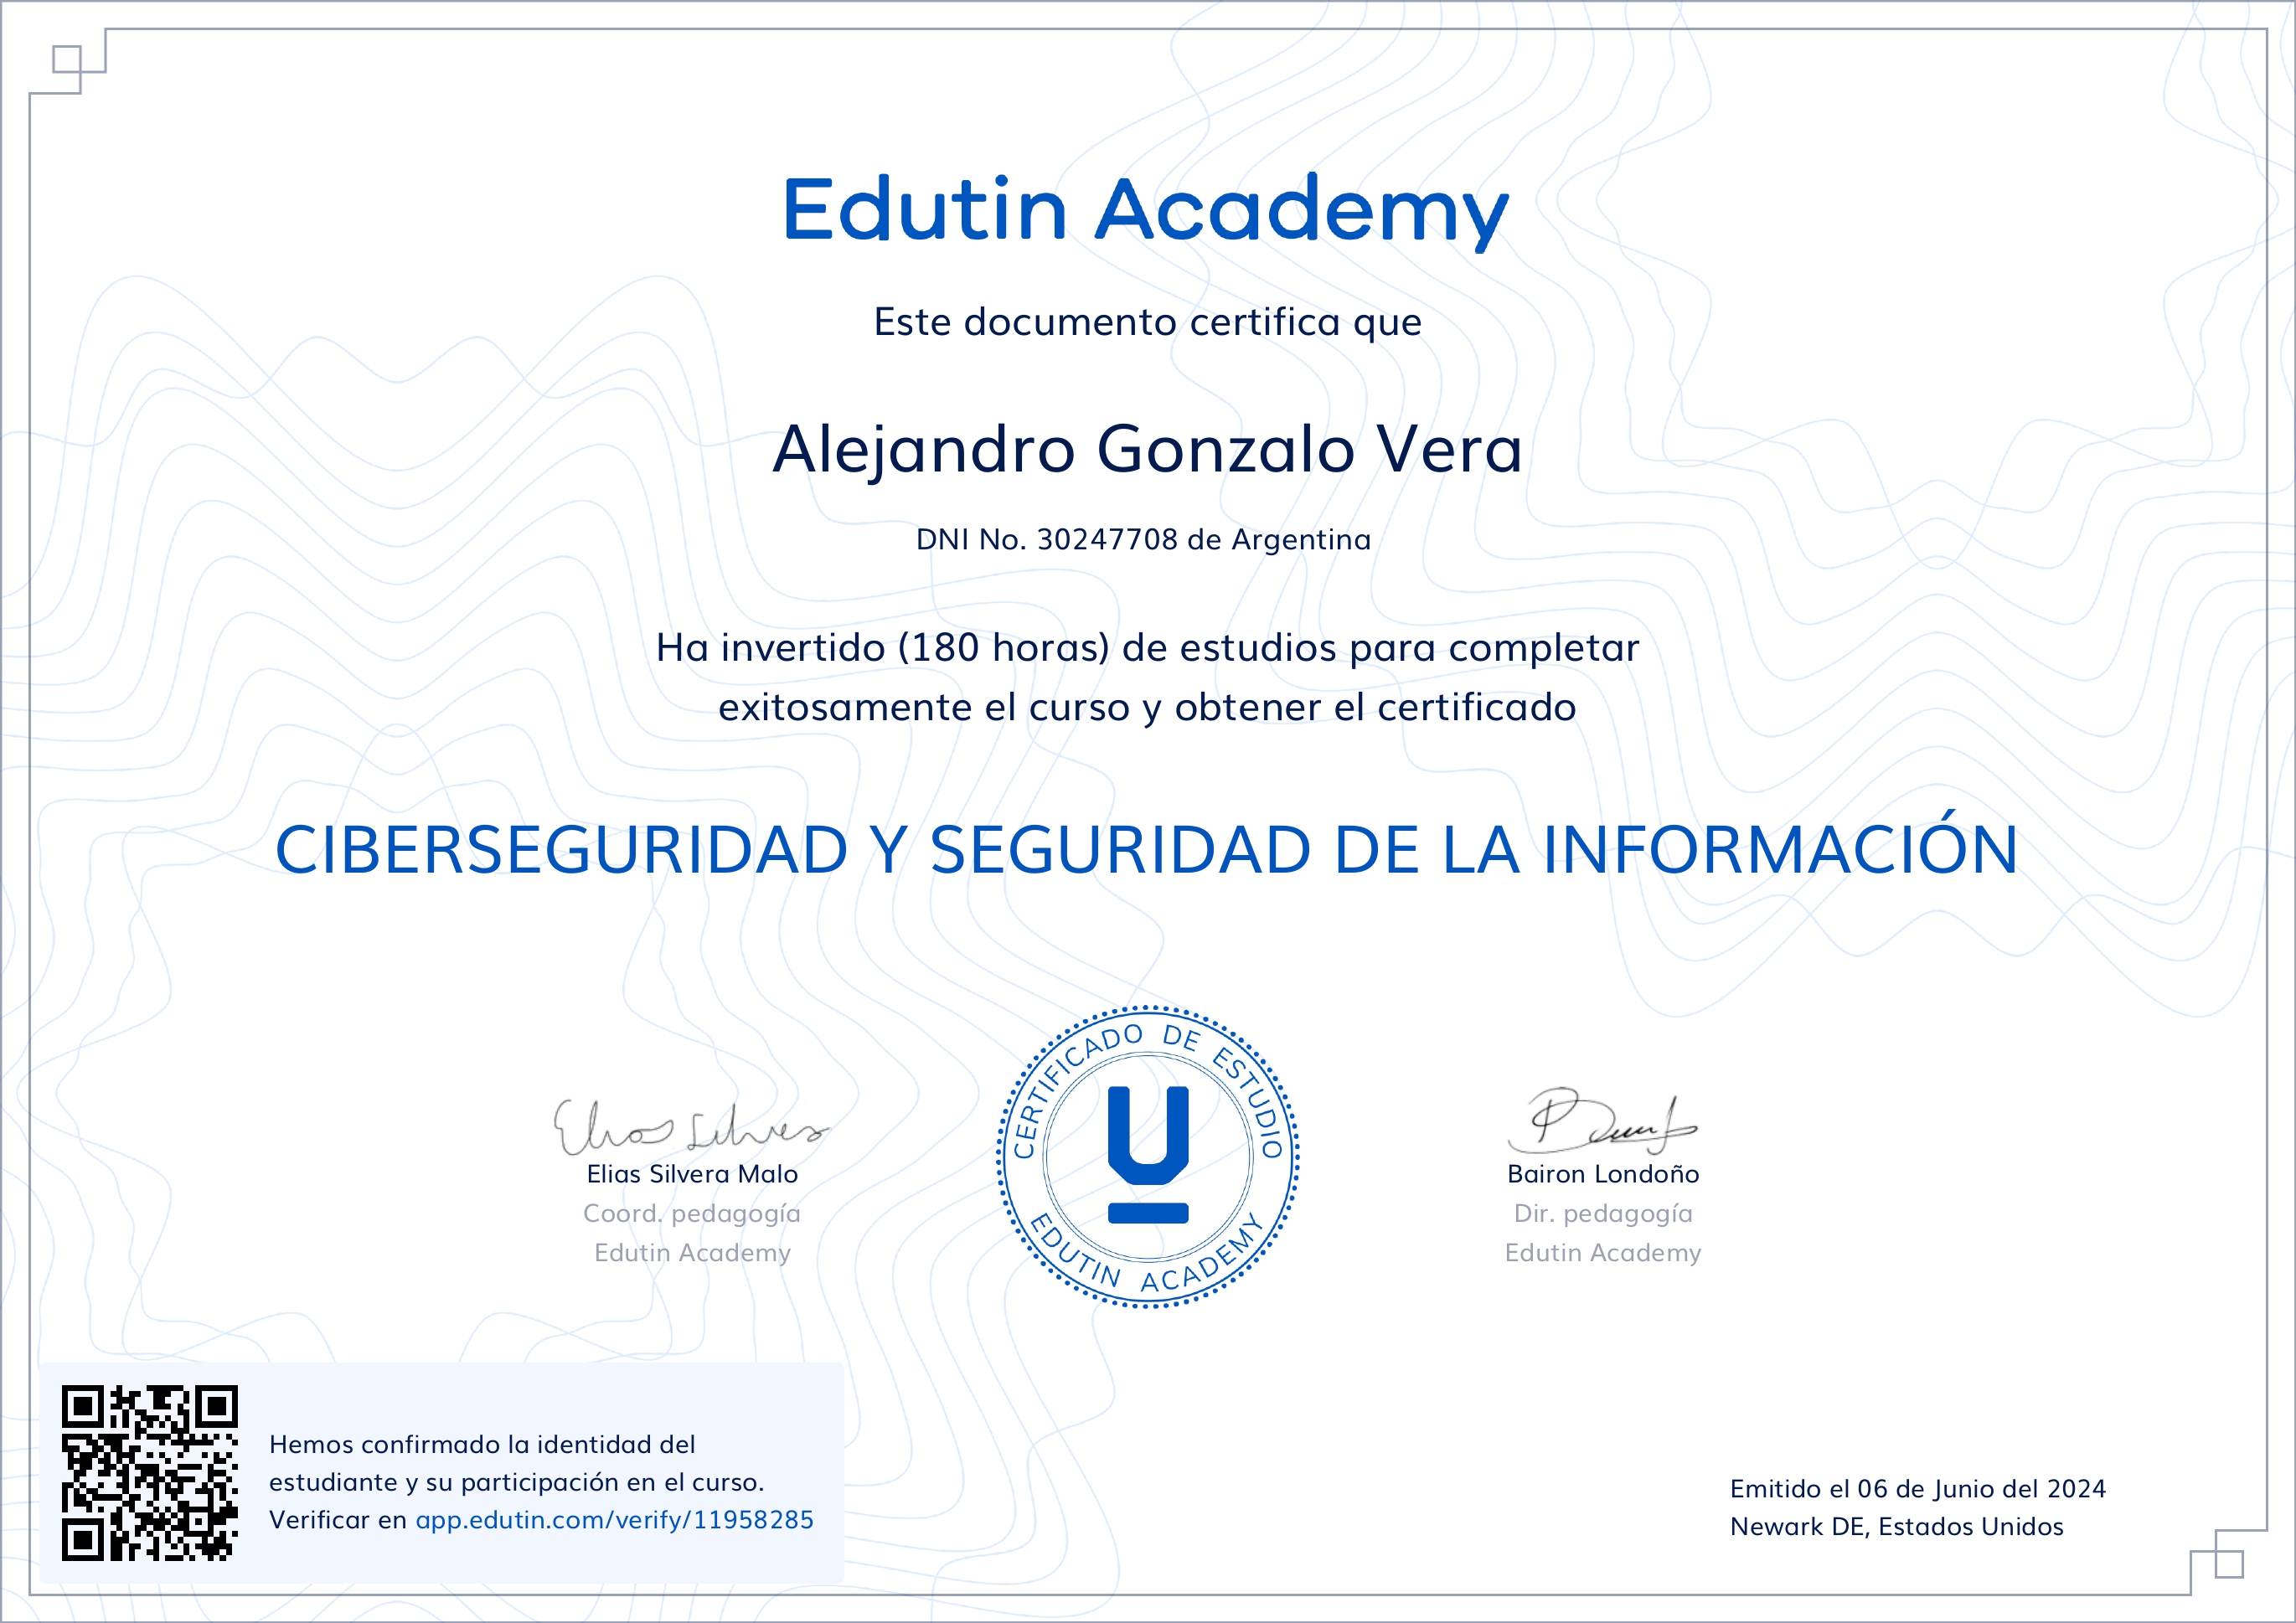 Edutin Academy
Este documento certifica que
Alejandro Gonzalo Vera
DNI No. 30247708 de Argentina
Ha invertido (180 horas) de estudios para completar
exitosamente el curso y obtener el certificado
CIBERSEGURIDAD Y SEGURIDAD DE LA INFORMACIÓN
Elias Silvera Malo
Coord. pedagogía
Edutin Academy
CERTIFICADO DE ESTUDIO
EDUTIN ACADEMY
Bairon Londoño
Dir. pedagogía
Edutin Academy
Hemos confirmado la identidad del
estudiante y su participación en el curso.
Verificar en app.edutin.com/verify/11958285
Emitido el 06 de Junio del 2024
Newark DE, Estados Unidos